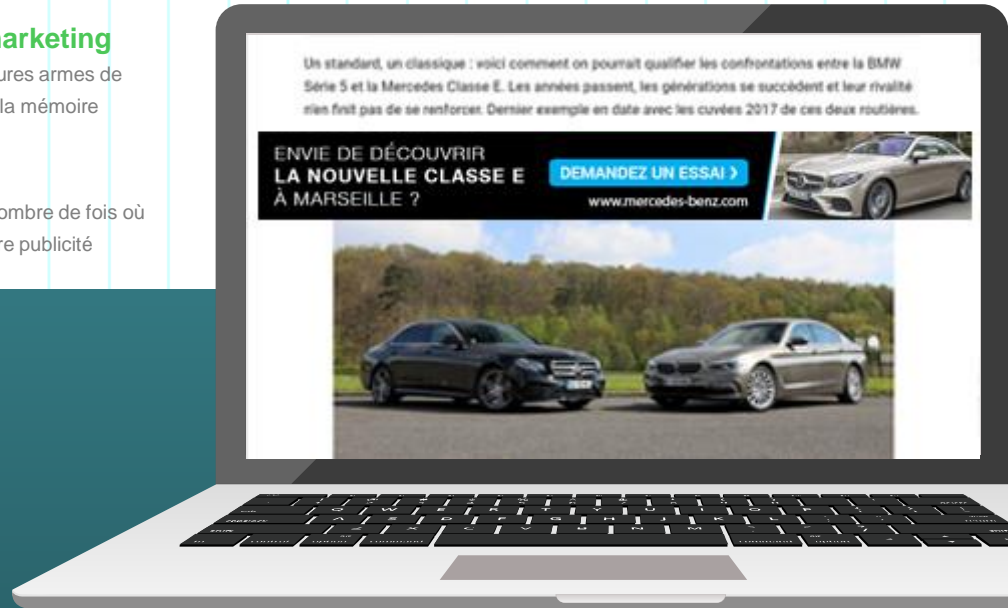 marketing
ures armes de
la mémoire
ombre de fois où
re publicité
Un standard, un classique : voici comment on pourrait qualifier les confrontations entre la BMW
Série 5 et la Mercedes Classe E. Les années passent, les générations se succèdent et leur rivalité
n'en finit pas de se renforcer. Dernier exemple en date avec les cuvées 2017 de ces deux routières.
ENVIE DE DÉCOUVRIR
LA NOUVELLE CLASSE E
À MARSEILLE ?
DEMANDEZ UN ESSAI >
www.mercedes-benz.com